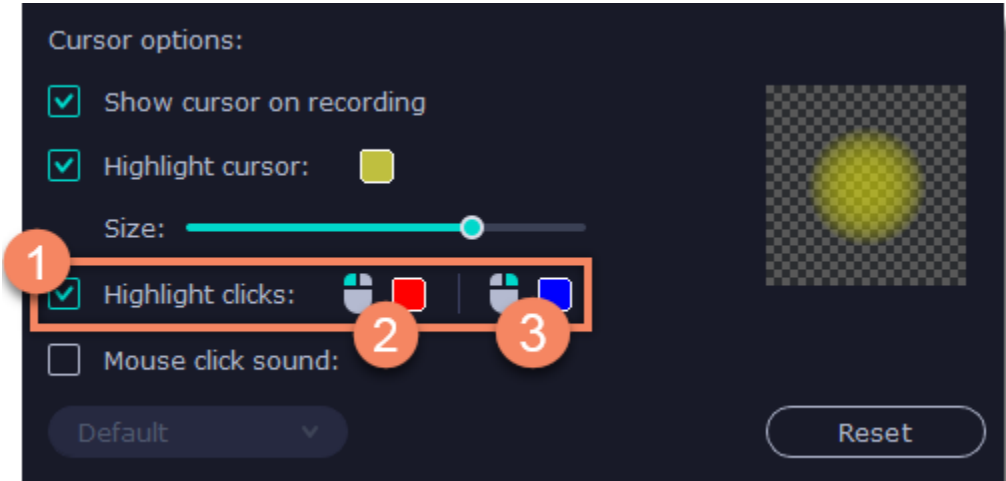 Cursor options:
Show cursor on recording
Highlight cursor:
Size:
1
Highlight clicks:
2
3
Mouse click sound:
Default
Reset